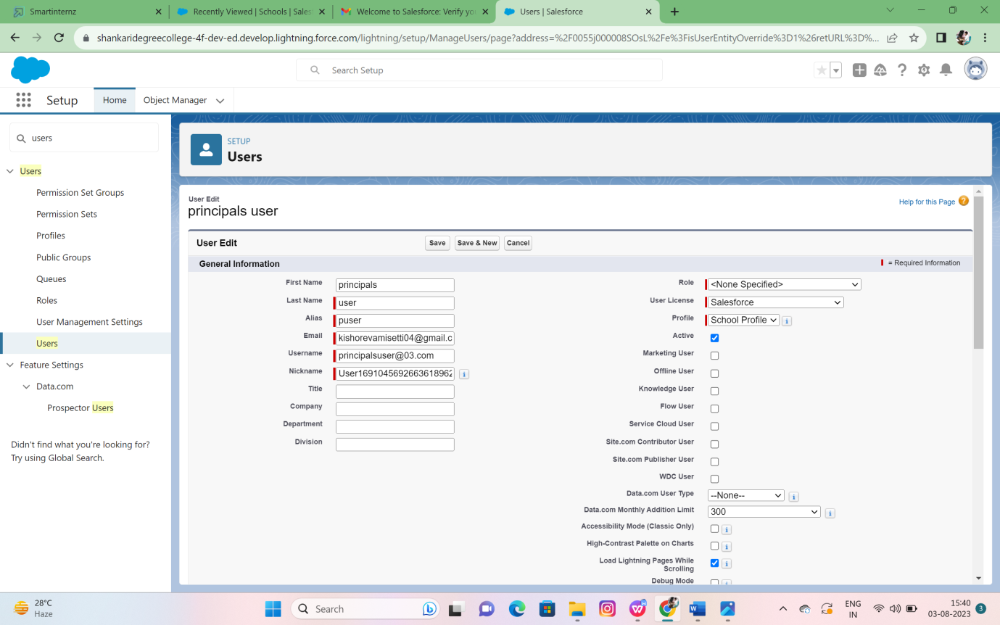 Smartinternz
Recently Viewed | Schools | Sales
Welcome to Salesforce: Verify yo
Users | Salesforce
shankaridegreecollege-4f-dev-ed.develop.lightning.force.com/lightning/setup/ManageUsers/page?address=%2F0055j000008SOsL%2Fe%3FisUserEntityOverride%3D1%26retURL%3D%...
Search Setup
Setup
Home
Object Manager
users
Users
Permission Set Groups
Permission Sets
Profiles
Public Groups
Queues
Roles
User Management Settings
Users
Feature Settings
Data.com
Prospector Users
Didn't find what you're looking for?
Try using Global Search.
SETUP
Users
User Edit
principals user
Help for this Page
User Edit
Save
Save & New
Cancel
General Information
= Required Information
First Name principals
Last Name user
Alias puser
Email kishorevamisetti04@gmail.c
Username principalsuser@03.com
Nickname User169104569266361896
Title
Company
Department
Division
Role <None Specified>
User License Salesforce
Profile School Profile
Active
Marketing User
Offline User
Knowledge User
Flow User
Service Cloud User
Site.com Contributor User
Site.com Publisher User
WDC User
Data.com User Type --None--
Data.com Monthly Addition Limit 300
Accessibility Mode (Classic Only)
High-Contrast Palette on Charts
Load Lightning Pages While
Scrolling
Debug Mode
28°C
Haze
Search
ENG
IN
15:40
03-08-2023
3